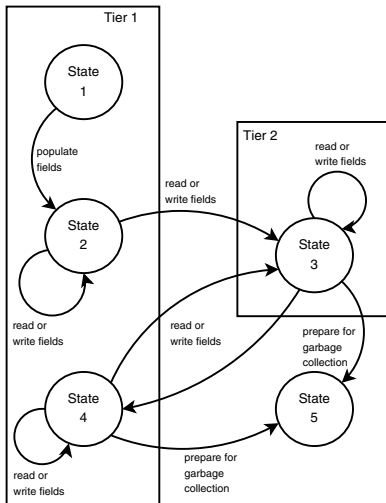 Tier 1
State
1
populate
fields
Tier 2
read or
write fields
read or
write fields
State
2
State
3
read or
write fields
read or
write fields
prepare for
garbage
collection
State
4
State
5
prepare for
garbage
collection
read or
write fields